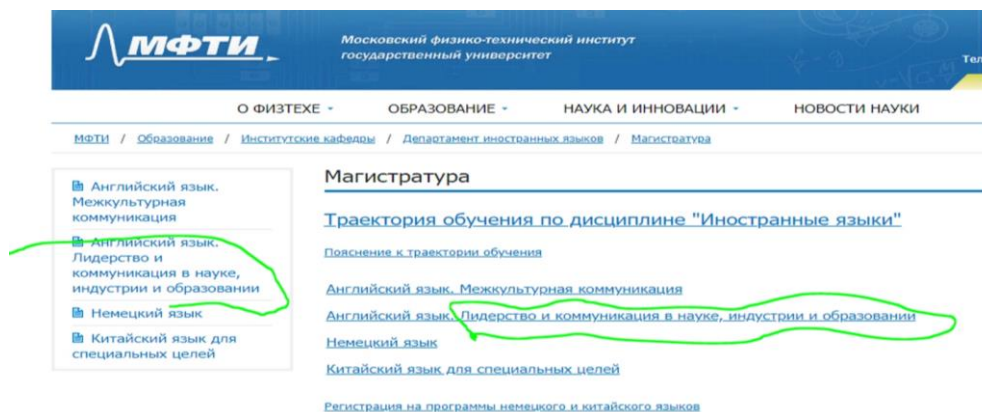 МФТИ
Московский физико-технический институт
государственный университет
Тел
О ФИЗТЕХЕ ОБРАЗОВАНИЕ НАУКА И ИННОВАЦИИ НОВОСТИ НАУКИ
МФТИ / Образование / Институтские кафедры / Департамент иностранных языков / Магистратура
Английский язык.
Межкультурная
коммуникация
Английский язык.
Лидерство и
коммуникация в науке,
индустрии и образовании
Немецкий язык
Китайский язык для
специальных целей
Магистратура
Траектория обучения по дисциплине "Иностранные языки"
Пояснение к траектории обучения
Английский язык. Межкультурная коммуникация
Английский язык. Лидерство и коммуникация в науке, индустрии и образовании
Немецкий язык
Китайский язык для специальных целей
Регистрация на программы немецкого и китайского языков